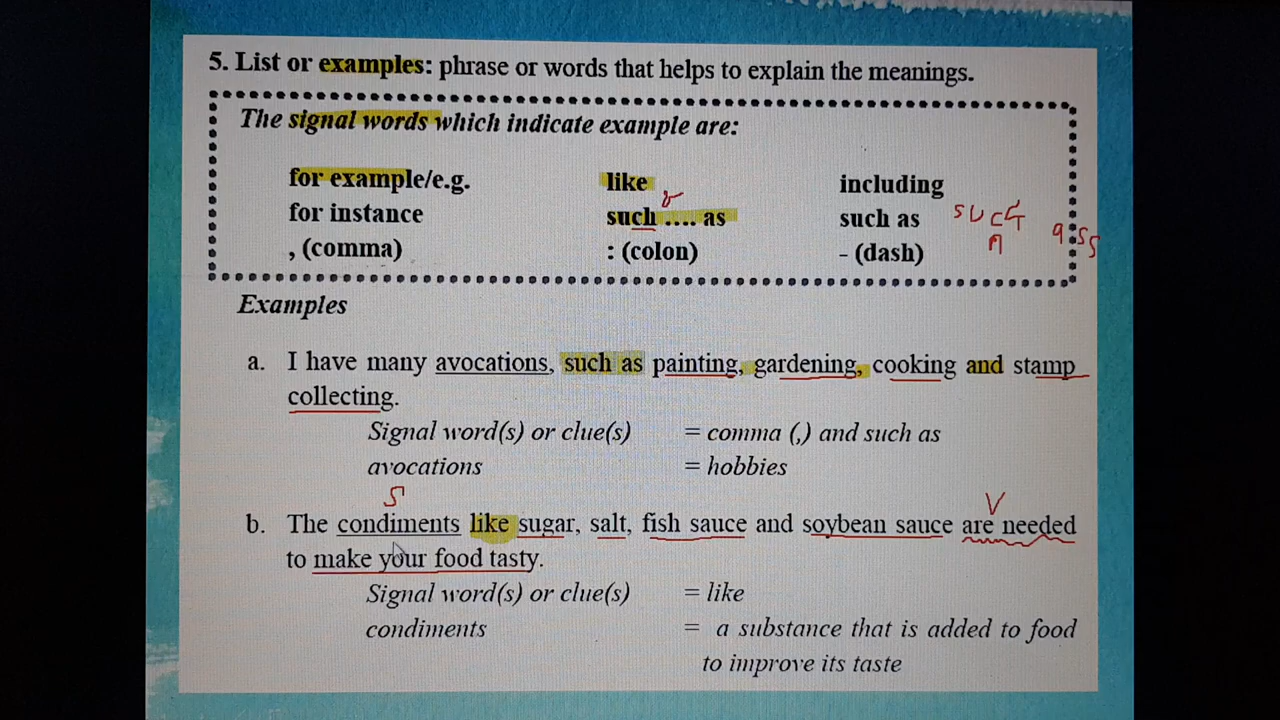 5. List or examples: phrase or words that helps to explain the meanings.
The signal words which indicate example are:
for example/e.g. like including
for instance such .... as such as
, (comma) : (colon) - (dash)
Examples
a. I have many avocations, such as painting, gardening, cooking and stamp
collecting.
Signal word(s) or clue(s) = comma (,) and such as
avocations = hobbies
S V
b. The condiments like sugar, salt, fish sauce and soybean sauce are needed
to make your food tasty.
Signal word(s) or clue(s) = like
condiments = a substance that is added to food
to improve its taste